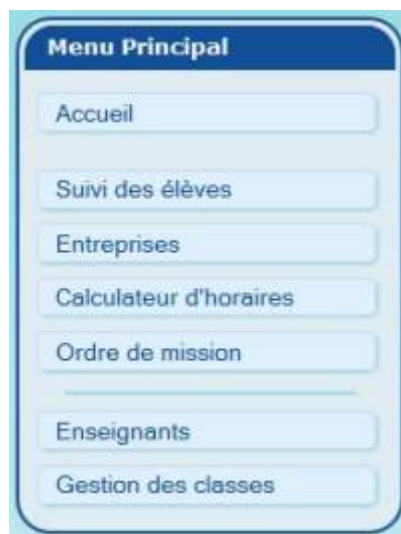 Menu Principal
Accueil
Suivi des élèves
Entreprises
Calculateur d'horaires
Ordre de mission
Enseignants
Gestion des classes